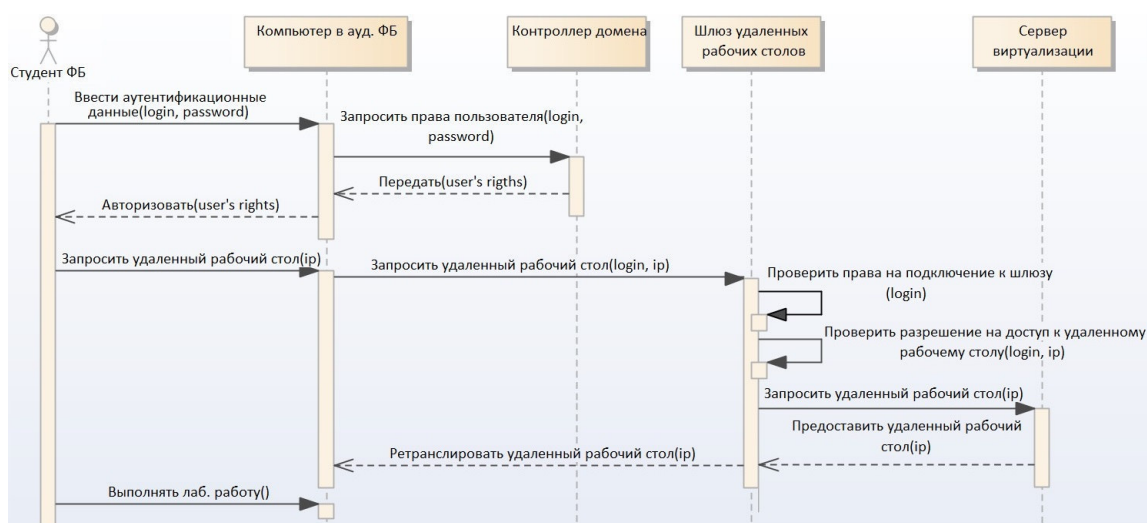 Студент ФБ
Компьютер в ауд. ФБ
Контроллер домена
Шлюз удаленных
рабочих столов
Сервер
виртуализации
Ввести аутентификационные
данные(login, password)
Запросить права пользователя(login,
password)
Передать(user's rigths)
Авторизовать(user's rights)
Запросить удаленный рабочий стол(ip)
Запросить удаленный рабочий стол(login, ip)
Проверить права на подключение к шлюзу
(login)
Проверить разрешение на доступ к удаленному
рабочему столу(login, ip)
Запросить удаленный рабочий стол(ip)
Предоставить удаленный рабочий
стол(ip)
Ретранслировать удаленный рабочий стол(ip)
Выполнять лаб. работу()